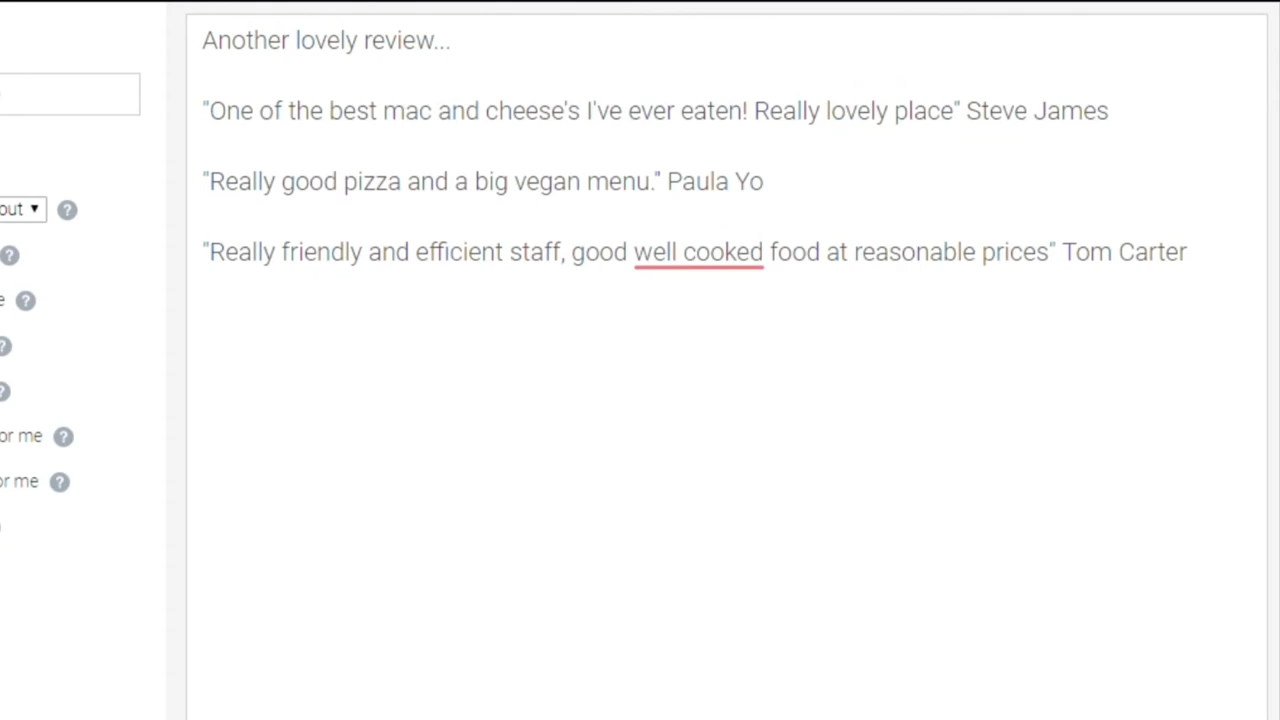 Another lovely review...
"One of the best mac and cheese's I've ever eaten! Really lovely place" Steve James
"Really good pizza and a big vegan menu." Paula Yo
out ▾ ?
"Really friendly and efficient staff, good well cooked food at reasonable prices" Tom Carter
?
e ?
?
?
or me ?
or me ?